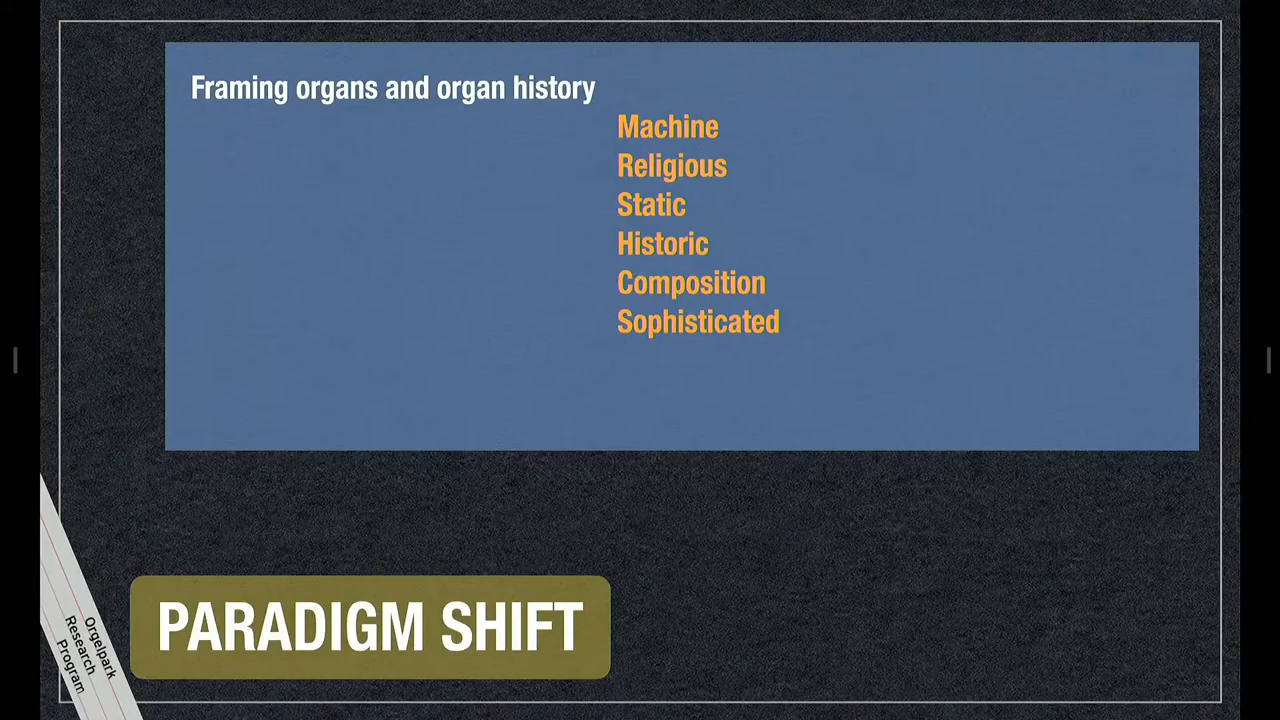 Framing organs and organ history
Machine
Religious
Static
Historic
Composition
Sophisticated
PARADIGM SHIFT
Orgelpark
Research
Program